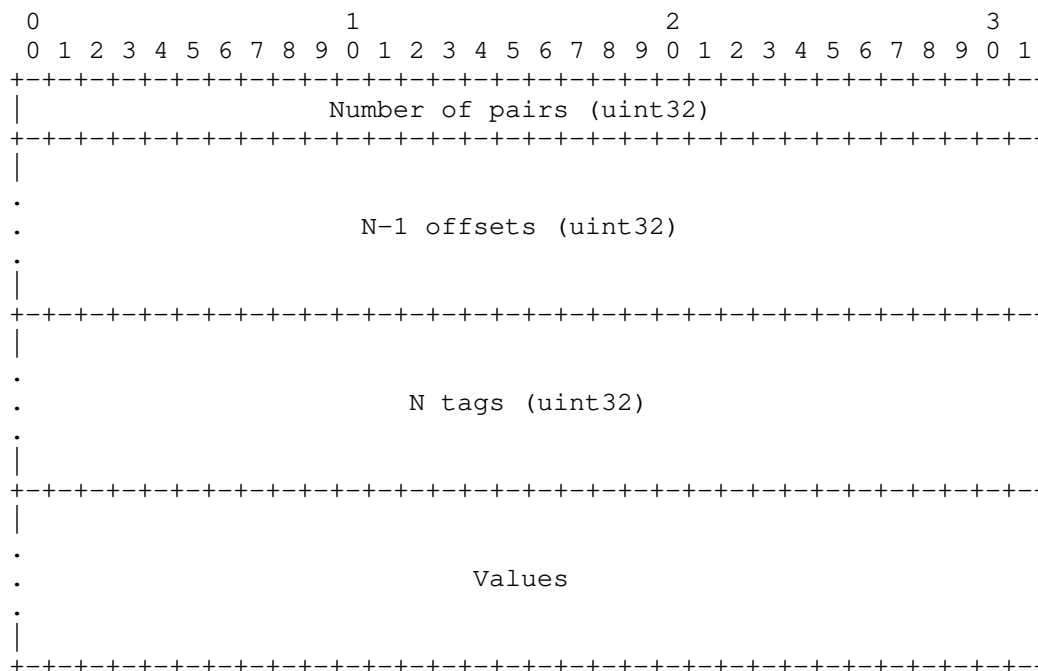 0                   1                   2                   3
 0 1 2 3 4 5 6 7 8 9 0 1 2 3 4 5 6 7 8 9 0 1 2 3 4 5 6 7 8 9 0 1
+-+-+-+-+-+-+-+-+-+-+-+-+-+-+-+-+-+-+-+-+-+-+-+-+-+-+-+-+-+-+-+-
|                   Number of pairs (uint32)
+-+-+-+-+-+-+-+-+-+-+-+-+-+-+-+-+-+-+-+-+-+-+-+-+-+-+-+-+-+-+-+-
|
.
.                     N-1 offsets (uint32)
.
|
+-+-+-+-+-+-+-+-+-+-+-+-+-+-+-+-+-+-+-+-+-+-+-+-+-+-+-+-+-+-+-+-
|
.
.                        N tags (uint32)
.
|
+-+-+-+-+-+-+-+-+-+-+-+-+-+-+-+-+-+-+-+-+-+-+-+-+-+-+-+-+-+-+-+-
|
.
.                            Values
.
|
+-+-+-+-+-+-+-+-+-+-+-+-+-+-+-+-+-+-+-+-+-+-+-+-+-+-+-+-+-+-+-+-